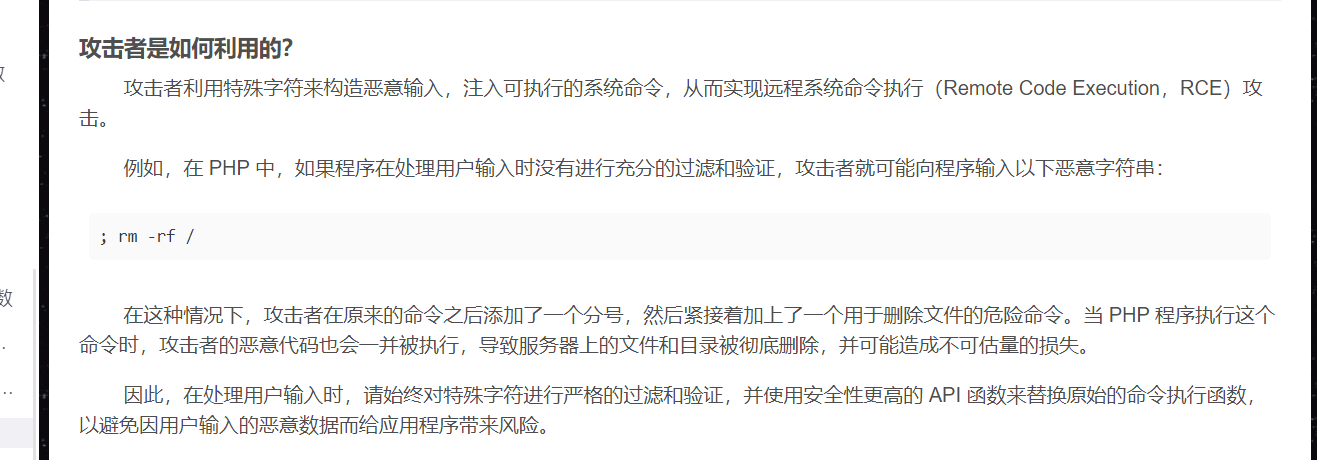 攻击者是如何利用的？
攻击者利用特殊字符来构造恶意输入，注入可执行的系统命令，从而实现远程系统命令执行（Remote Code Execution，RCE）攻
击。
例如，在 PHP 中，如果程序在处理用户输入时没有进行充分的过滤和验证，攻击者就可能向程序输入以下恶意字符串：
; rm -rf /
数
在这种情况下，攻击者在原来的命令之后添加了一个分号，然后紧接着加上了一个用于删除文件的危险命令。当 PHP 程序执行这个
命令时，攻击者的恶意代码也会一并被执行，导致服务器上的文件和目录被彻底删除，并可能造成不可估量的损失。
因此，在处理用户输入时，请始终对特殊字符进行严格的过滤和验证，并使用安全性更高的 API 函数来替换原始的命令执行函数，
以避免因用户输入的恶意数据而给应用程序带来风险。